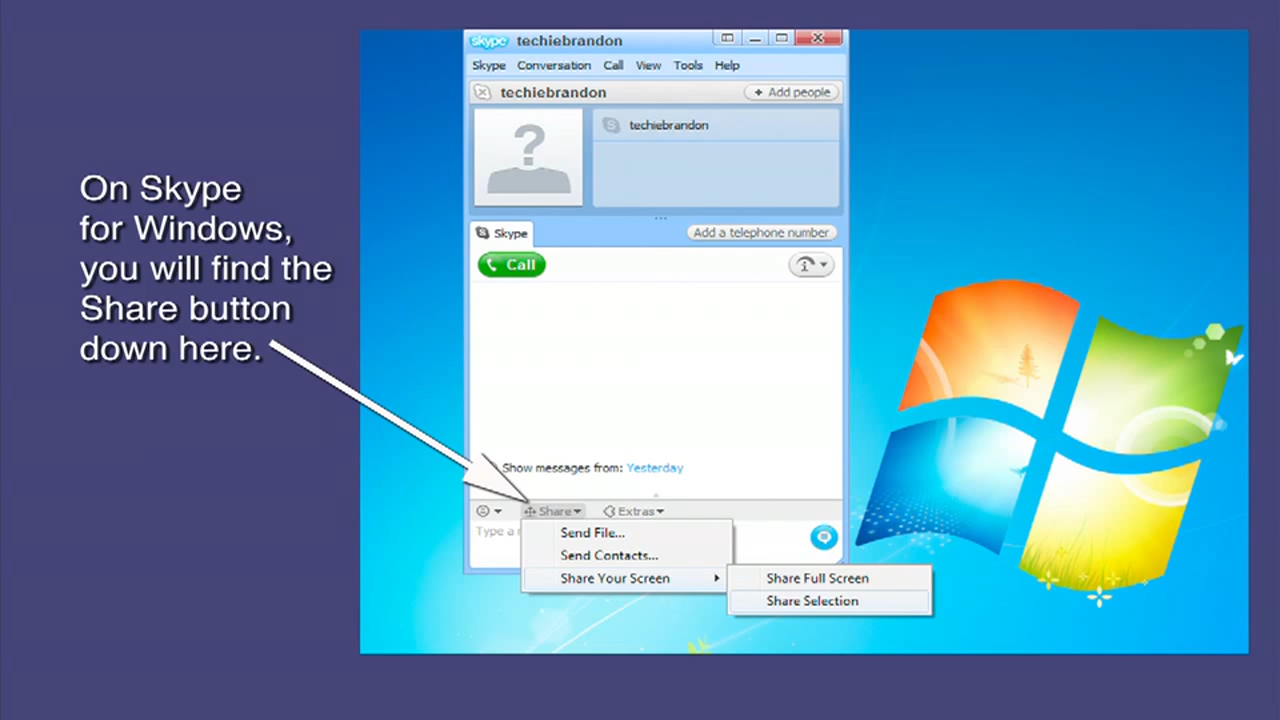 On Skype
for Windows,
you will find the
Share button
down here.
skype techiebrandon
Skype Conversation Call View Tools Help
techiebrandon + Add people
techiebrandon
Skype Add a telephone number
Call
Show messages from: Yesterday
Share Extras
Type a
Send File...
Send Contacts...
Share Your Screen
Share Full Screen
Share Selection